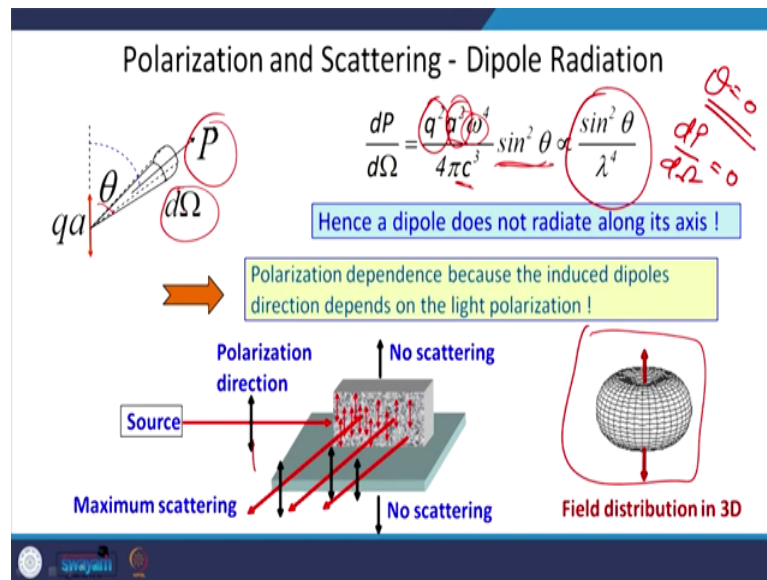 Polarization and Scattering - Dipole Radiation
θ = 0
P
θ
dΩ
qa
dP/dΩ = q²a²ω⁴/4πc³ sin²θ ∝ sin²θ/λ⁴
dP/dΩ = 0
Hence a dipole does not radiate along its axis !
Polarization dependence because the induced dipoles
direction depends on the light polarization !
Polarization
direction
No scattering
Source
Maximum scattering
No scattering
Field distribution in 3D
swayam